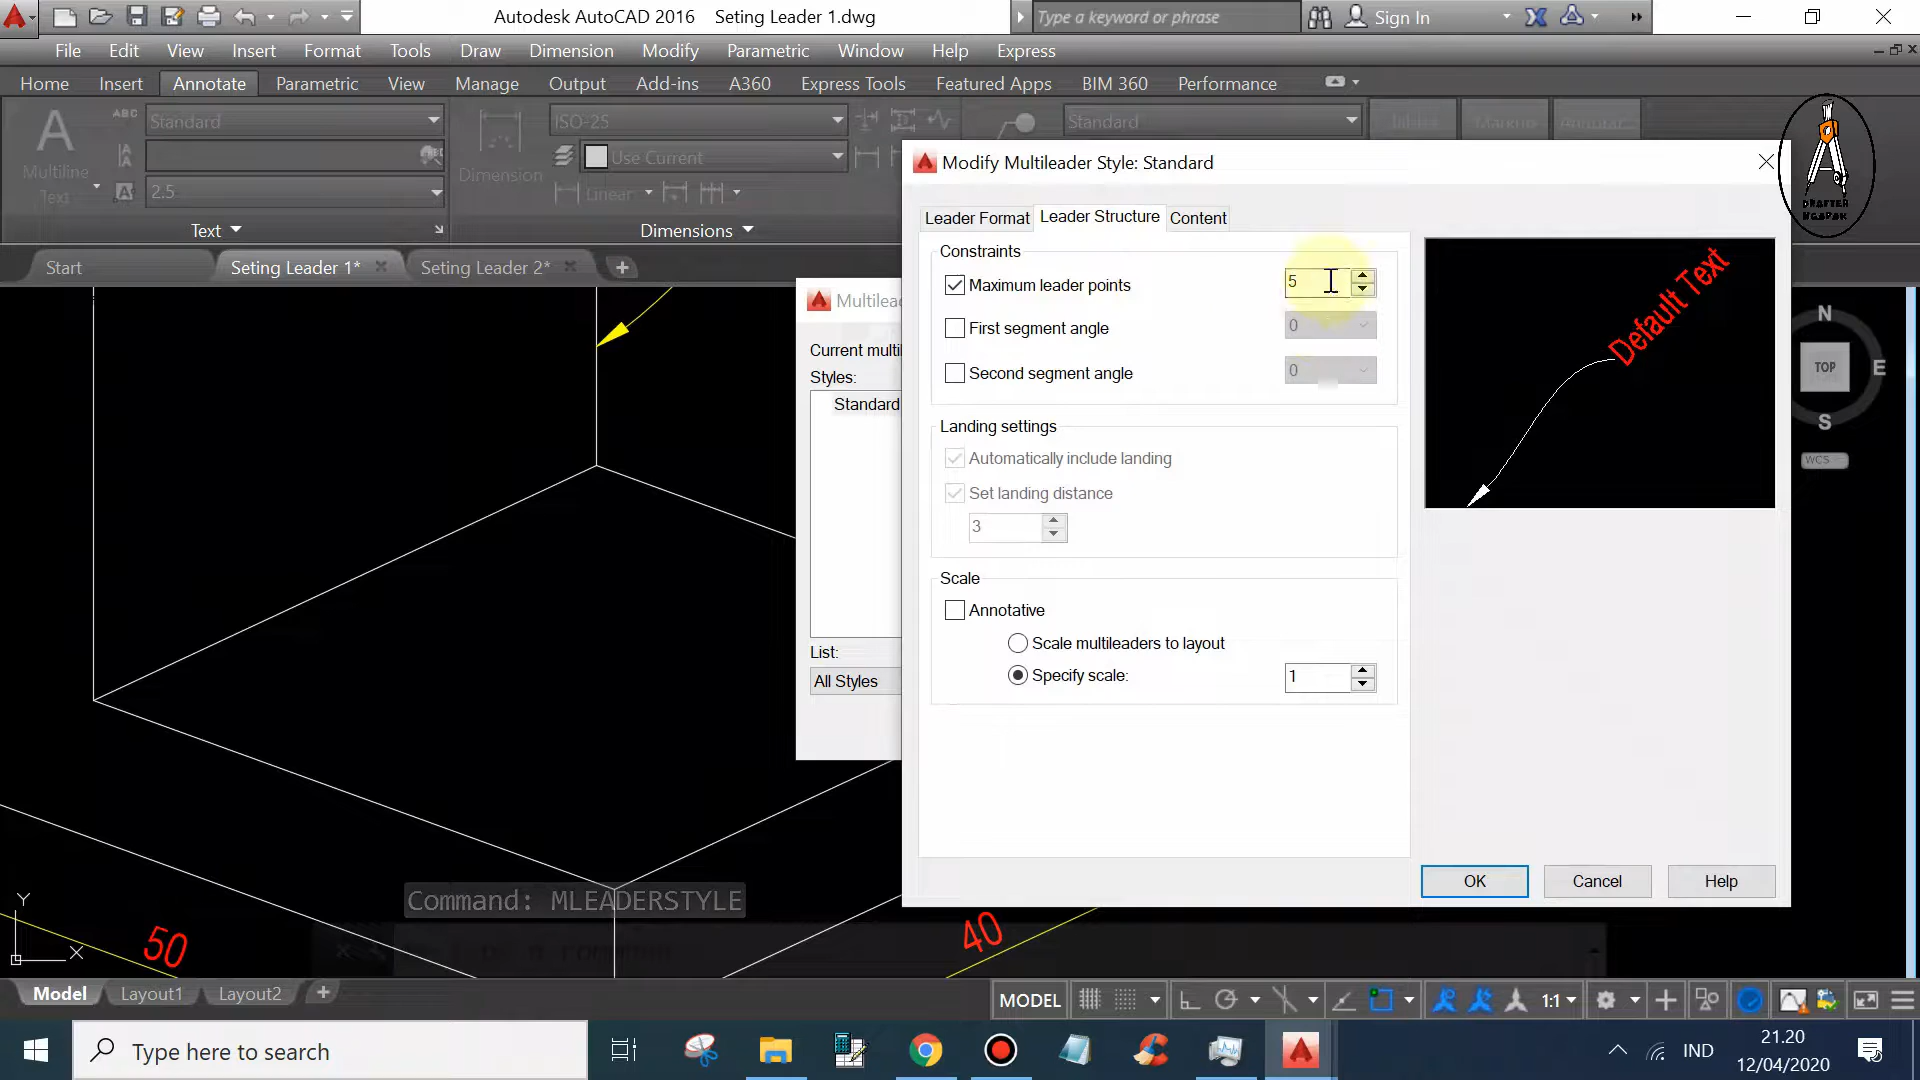 Autodesk AutoCAD 2016 Seting Leader 1.dwg
Type a keyword or phrase
Sign In
File Edit View Insert Format Tools Draw Dimension Modify Parametric Window Help Express
Home Insert Annotate Parametric View Manage Output Add-ins A360 Express Tools Featured Apps BIM 360 Performance
A
Multiline
Text
ABC
Standard
2.5
Text
Dimension
ISO-25
Use Current
Linear
Dimensions
Standard
DRAFTER
NGAPAK
Start
Seting Leader 1*
Seting Leader 2*
Modify Multileader Style: Standard
Leader Format
Leader Structure
Content
Constraints
Maximum leader points
5
First segment angle
0
Second segment angle
0
Landing settings
Automatically include landing
Set landing distance
3
Scale
Annotative
Scale multileaders to layout
Specify scale:
1
Default Text
OK
Cancel
Help
Current multil
Styles:
Standard
List:
All Styles
N
TOP
E
S
WCS
Command: MLEADERSTYLE
Y
X
50
40
Model
Layout1
Layout2
MODEL
1:1
Type here to search
IND
21.20
12/04/2020